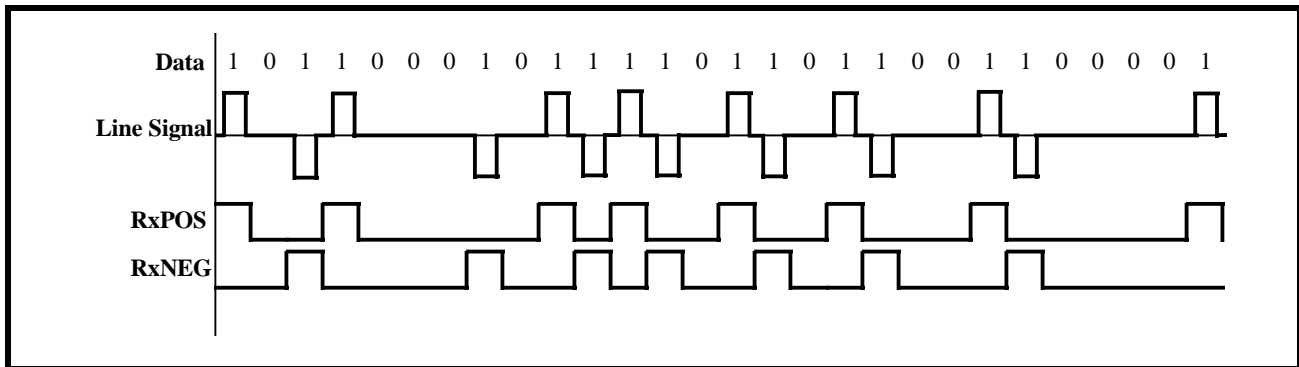 Data 1 0 1 1 0 0 0 1 0 1 1 1 1 0 1 1 0 1 1 0 0 1 1 0 0 0 0 1
Line Signal
RxPOS
RxNEG